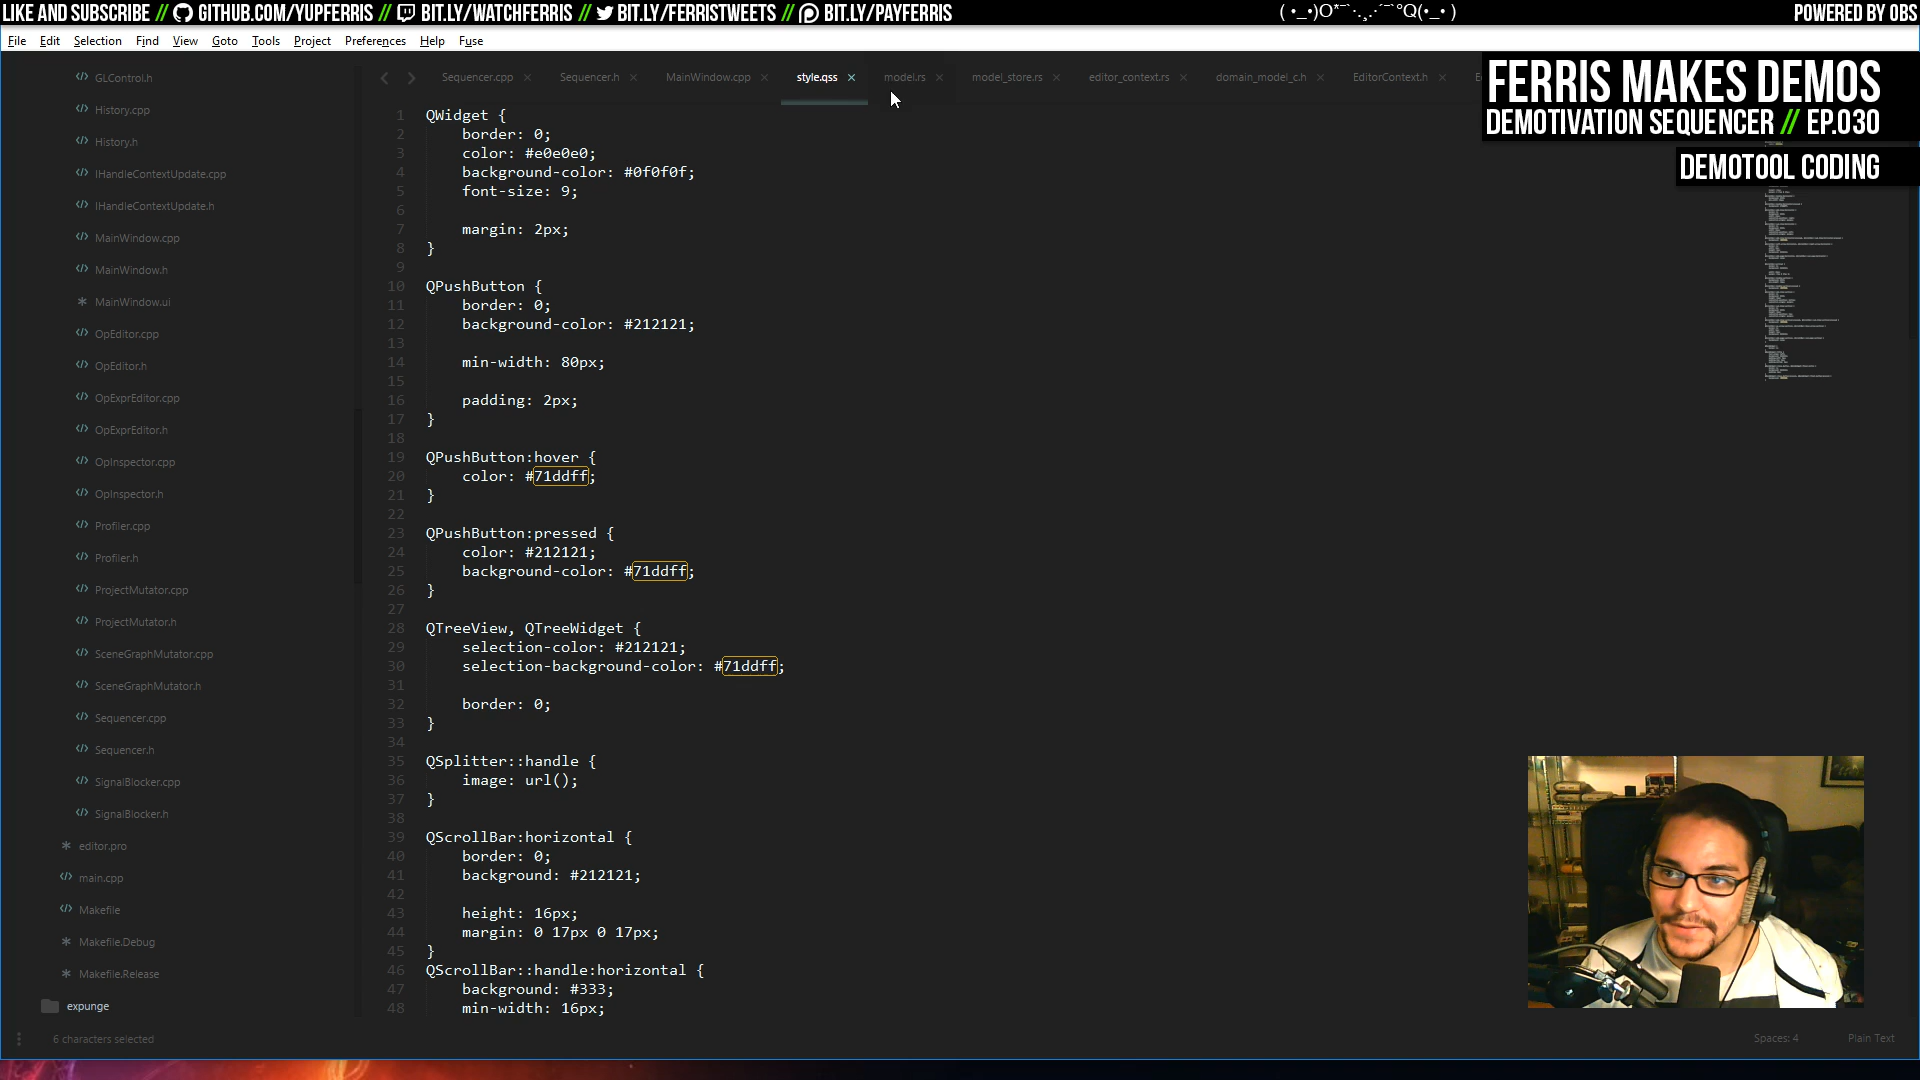 LIKE AND SUBSCRIBE // GITHUB.COM/YUPFERRIS // BIT.LY/WATCHFERRIS // BIT.LY/FERRISTWEETS // BIT.LY/PAYFERRIS
POWERED BY OBS
File Edit Selection Find View Goto Tools Project Preferences Help Fuse
FERRIS MAKES DEMOS
DEMOTIVATION SEQUENCER // EP.030
DEMOTOOL CODING
GLControl.h
History.cpp
History.h
IHandleContextUpdate.cpp
IHandleContextUpdate.h
MainWindow.cpp
MainWindow.h
MainWindow.ui
OpEditor.cpp
OpEditor.h
OpExprEditor.cpp
OpExprEditor.h
OpInspector.cpp
OpInspector.h
Profiler.cpp
Profiler.h
ProjectMutator.cpp
ProjectMutator.h
SceneGraphMutator.cpp
SceneGraphMutator.h
Sequencer.cpp
Sequencer.h
SignalBlocker.cpp
SignalBlocker.h
editor.pro
main.cpp
Makefile
Makefile.Debug
Makefile.Release
expunge
Sequencer.cpp Sequencer.h MainWindow.cpp style.qss model.rs model_store.rs editor_context.rs domain_model_c.h EditorContext.h
1 QWidget {
2 border: 0;
3 color: #e0e0e0;
4 background-color: #0f0f0f;
5 font-size: 9;
6
7 margin: 2px;
8 }
9
10 QPushButton {
11 border: 0;
12 background-color: #212121;
13
14 min-width: 80px;
15
16 padding: 2px;
17 }
18
19 QPushButton:hover {
20 color: #71ddff;
21 }
22
23 QPushButton:pressed {
24 color: #212121;
25 background-color: #71ddff;
26 }
27
28 QTreeView, QTreeWidget {
29 selection-color: #212121;
30 selection-background-color: #71ddff;
31
32 border: 0;
33 }
34
35 QSplitter::handle {
36 image: url();
37 }
38
39 QScrollBar:horizontal {
40 border: 0;
41 background: #212121;
42
43 height: 16px;
44 margin: 0 17px 0 17px;
45 }
46 QScrollBar::handle:horizontal {
47 background: #333;
48 min-width: 16px;
6 characters selected
Spaces: 4 Plain Text